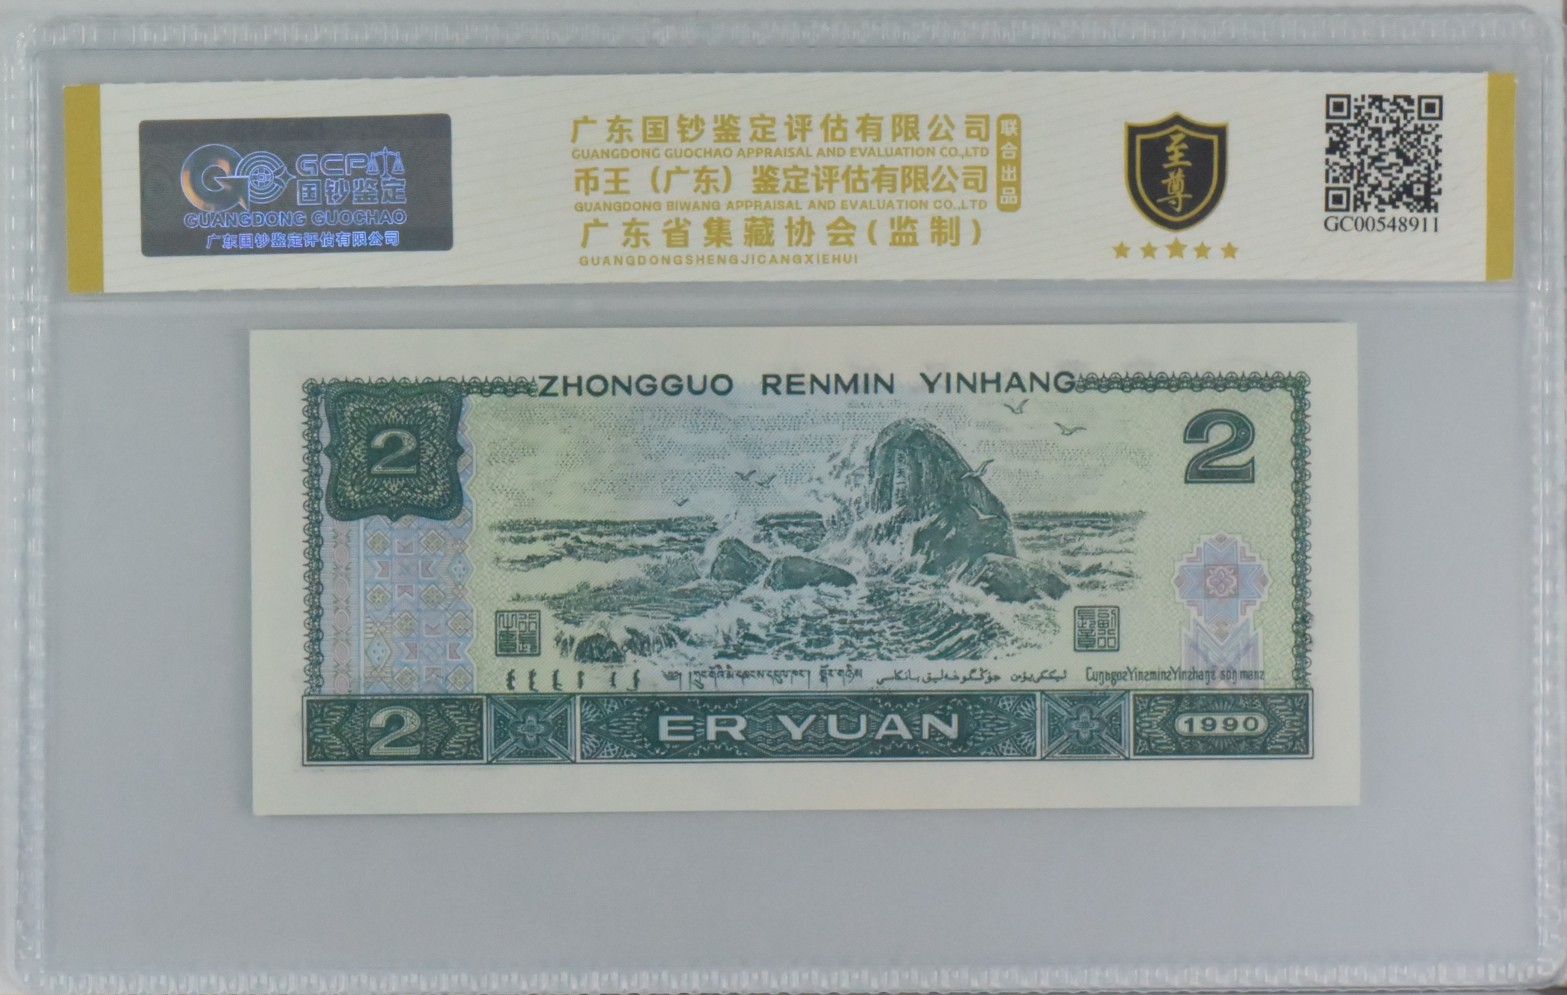 GCP
国钞鉴定
GUANGDONG GUOCHAO
广东国钞鉴定评估有限公司
广东国钞鉴定评估有限公司
GUANGDONG GUOCHAO APPRAISAL AND EVALUATION CO.,LTD
币王（广东）鉴定评估有限公司
GUANGDONG BIWANG APPRAISAL AND EVALUATION CO.,LTD
联合出品
广东省集藏协会(监制)
GUANGDONGSHENGJICANGXIEHUI
至尊
GC00548911
ZHONGGUO RENMIN YINHANG
2
2
2
ER YUAN
1990